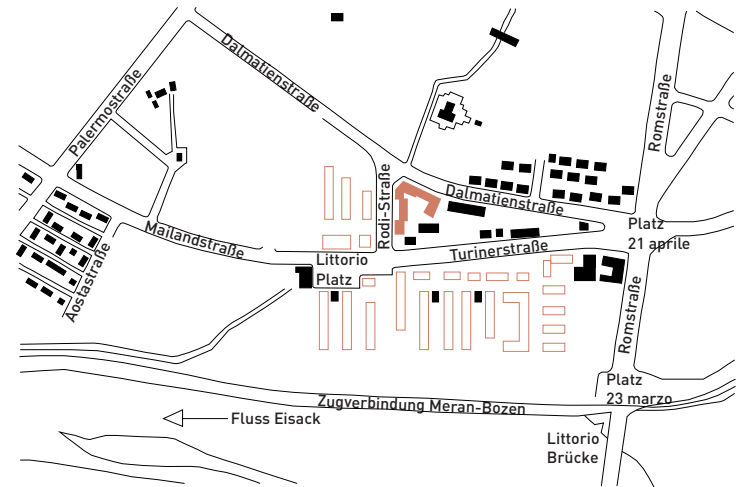 Dalmatienstraße
Palermostraße
Romstraße
Rodi-Straße
Dalmatienstraße
Mailandstraße
Aostastraße
Littorio
Platz
Turinerstraße
Platz
21 aprile
Romstraße
Platz
23 marzo
Zugverbindung Meran-Bozen
Fluss Eisack
Littorio
Brücke